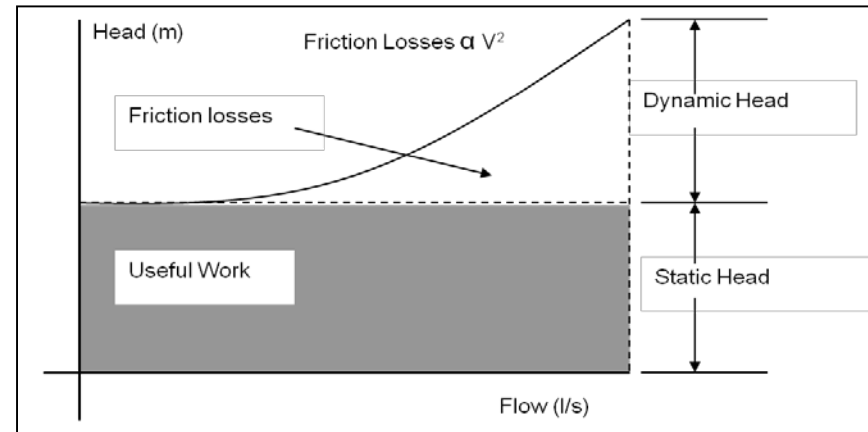 Head (m)
Friction Losses α V²
Dynamic Head
Friction losses
Useful Work
Static Head
Flow (l/s)